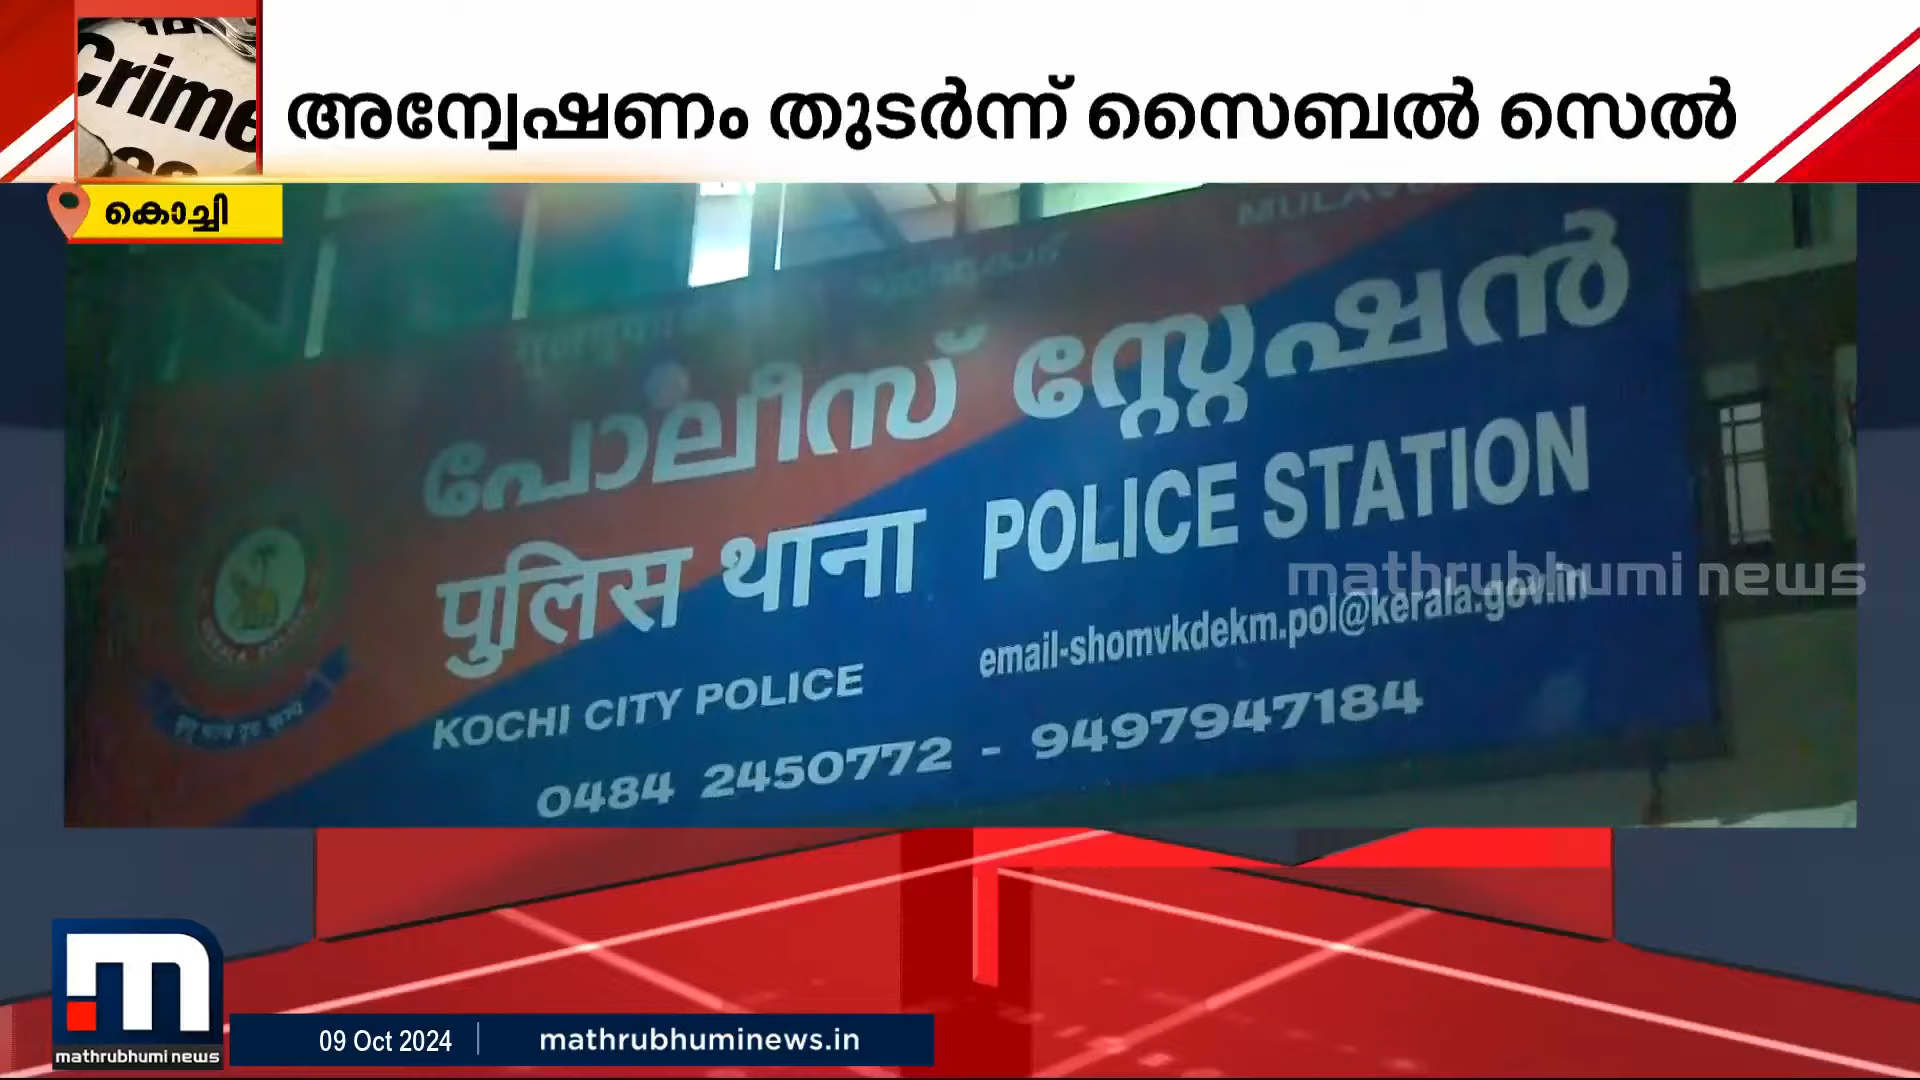 Crime
അന്വേഷണം തുടർന്ന് സൈബൽ സെൽ
കൊച്ചി
പോലീസ് സ്റ്റേഷൻ
पुलिस थाना POLICE STATION
mathrubhumi news
KOCHI CITY POLICE
email-shomvkdekm.pol@kerala.gov.in
0484 2450772 - 9497947184
mathrubhumi news
09 Oct 2024
mathrubhuminews.in